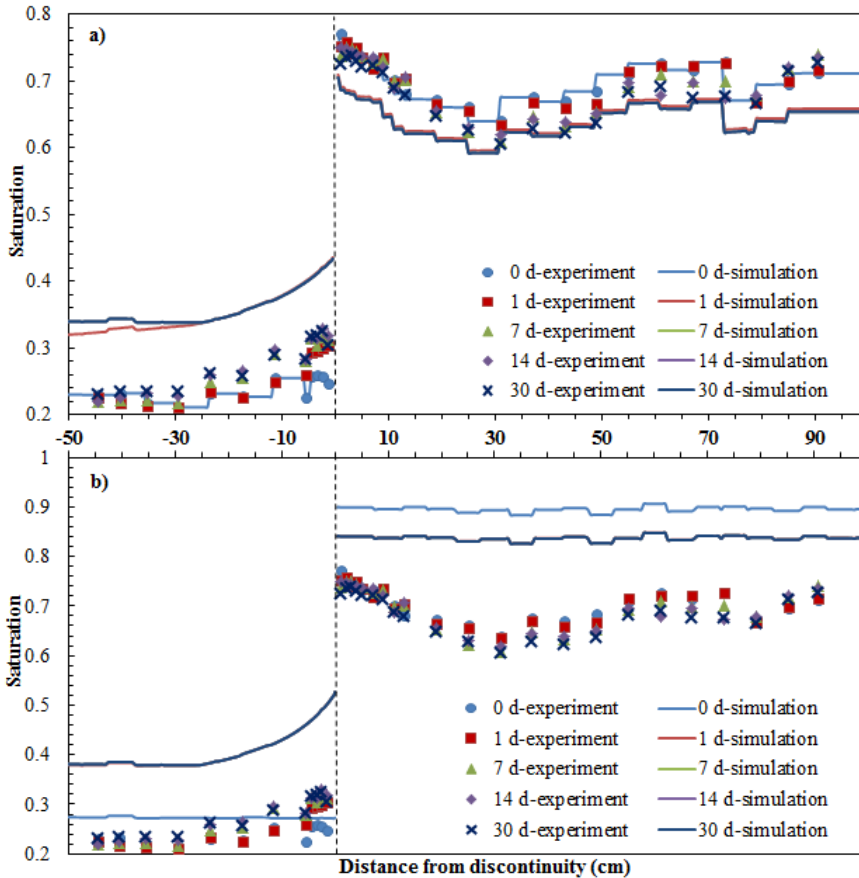 0.8
a)
0.7
0.6
Saturation
0.5
0.4
0.3
0.2
0 d-experiment 0 d-simulation
1 d-experiment 1 d-simulation
7 d-experiment 7 d-simulation
14 d-experiment 14 d-simulation
30 d-experiment 30 d-simulation
-50 -30 -10 10 30 50 70 90
1
b)
0.9
0.8
0.7
Saturation
0.6
0.5
0.4
0.3
0.2
0 d-experiment 0 d-simulation
1 d-experiment 1 d-simulation
7 d-experiment 7 d-simulation
14 d-experiment 14 d-simulation
30 d-experiment 30 d-simulation
Distance from discontinuity (cm)